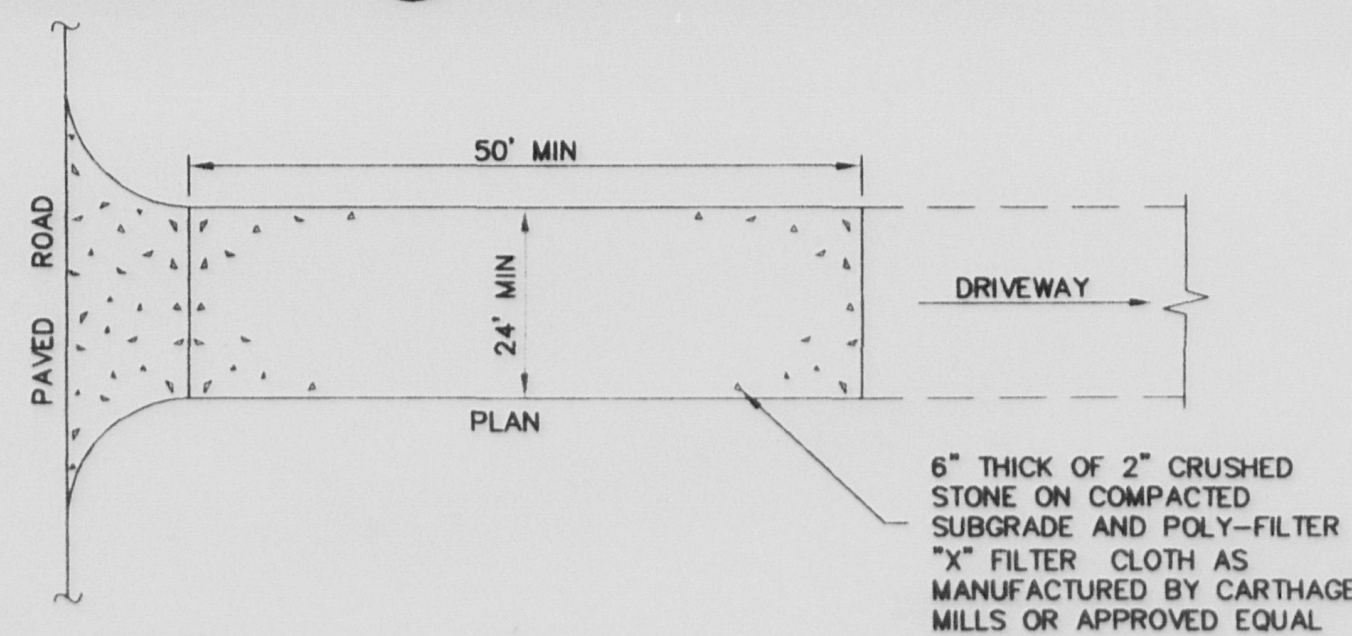 50' MIN
PAVED ROAD
24' MIN
DRIVEWAY
PLAN
6" THICK OF 2" CRUSHED
STONE ON COMPACTED
SUBGRADE AND POLY-FILTER
"X" FILTER CLOTH AS
MANUFACTURED BY CARTHAGE
MILLS OR APPROVED EQUAL